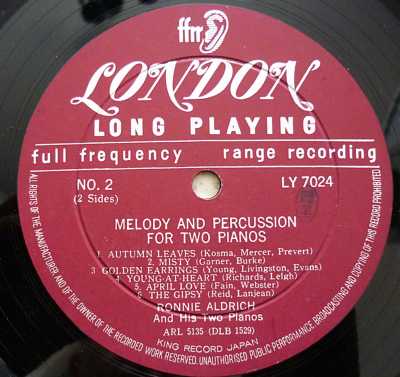 ffrr
LONDON
LONG PLAYING
full frequency range recording
NO. 2 LY 7024
(2 Sides)
MELODY AND PERCUSSION
FOR TWO PIANOS
1 AUTUMN LEAVES (Kosma, Mercer, Prevert)
2. MISTY (Garner, Burke)
3 GOLDEN EARRINGS (Young, Livingston, Evans)
4 YOUNG-AT-HEART (Richards, Leigh)
5. APRIL LOVE (Fain, Webster)
6 THE GIPSY (Reid, Lanjean)
RONNIE ALDRICH
And His Two Pianos
ARL 5135 (DLB 1529)
KING RECORD JAPAN
ALL RIGHTS OF THE MANUFACTURER AND OF THE OWNER OF THE RECORDED WORK RESERVED. UNAUTHORISED PUBLIC PERFORMANCE, BROADCASTING AND COPYING OF THIS RECORD PROHIBITED